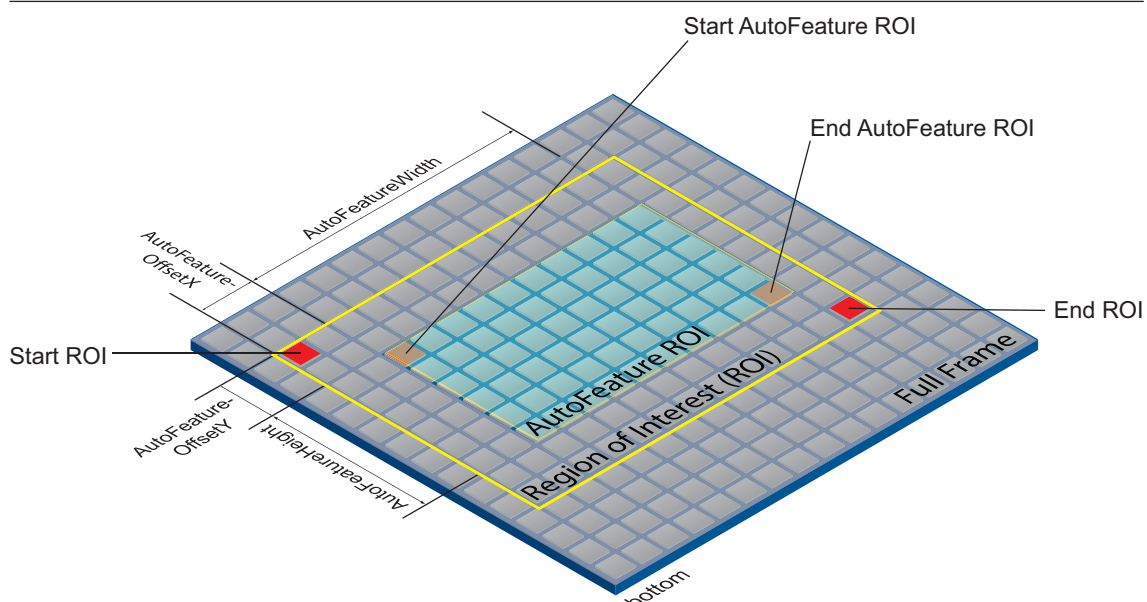 Start AutoFeature ROI
End AutoFeature ROI
AutoFeatureWidth
AutoFeature-
OffsetX
Start ROI
End ROI
AutoFeature ROI
Region of Interest (ROI)
Full Frame
AutoFeature-
OffsetY
AutoFeatureHeight
bottom